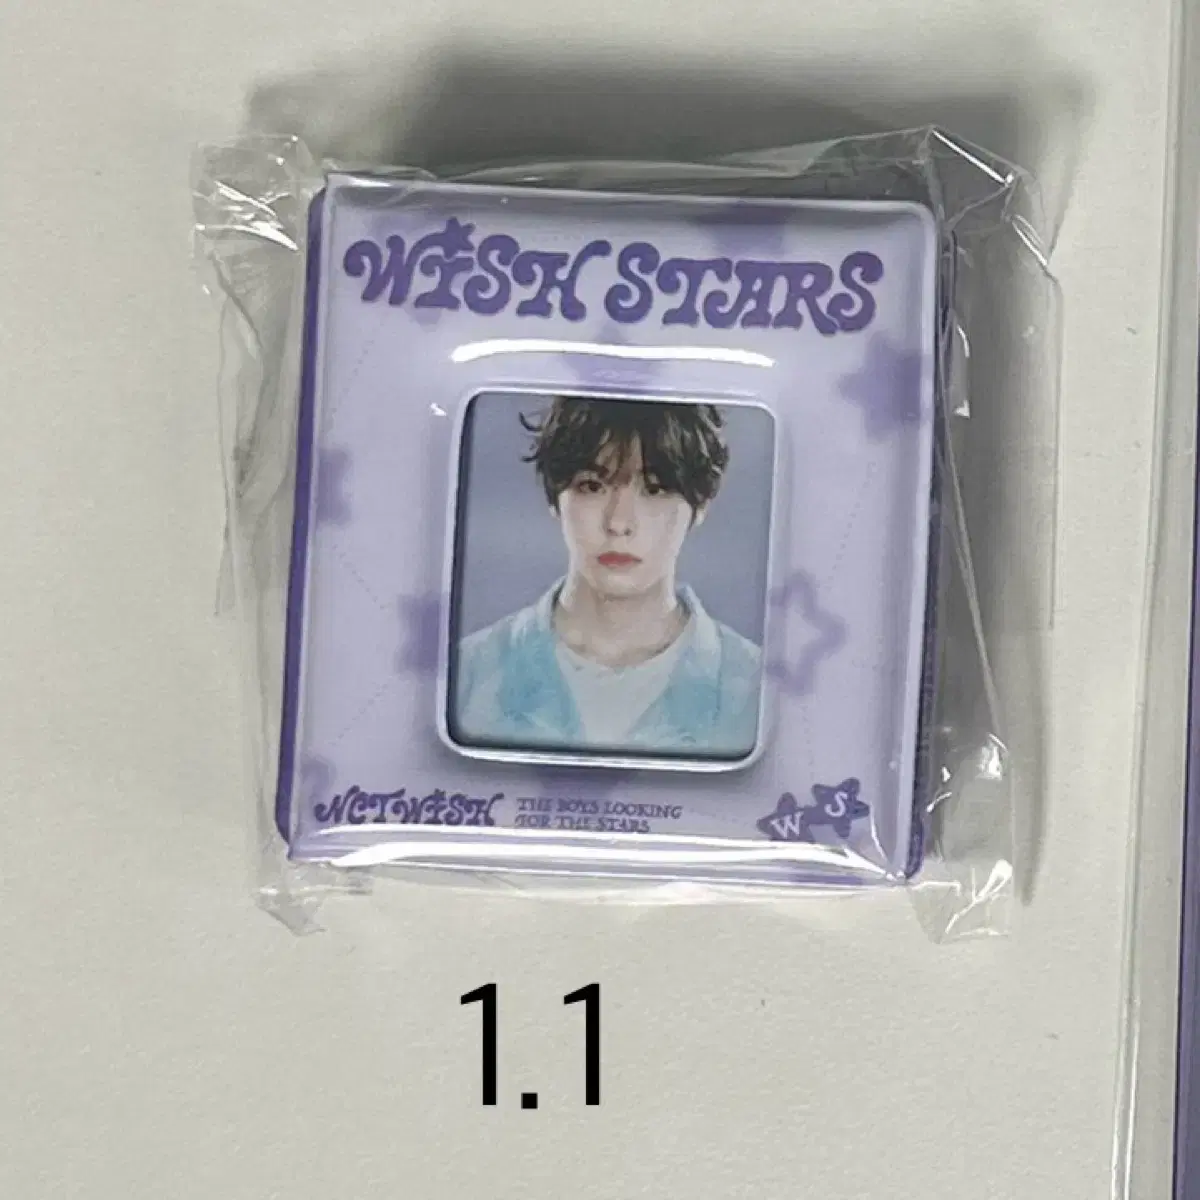 WISH STARS
NCT WISH
THE BOYS LOOKING
FOR THE STARS
W S
1.1